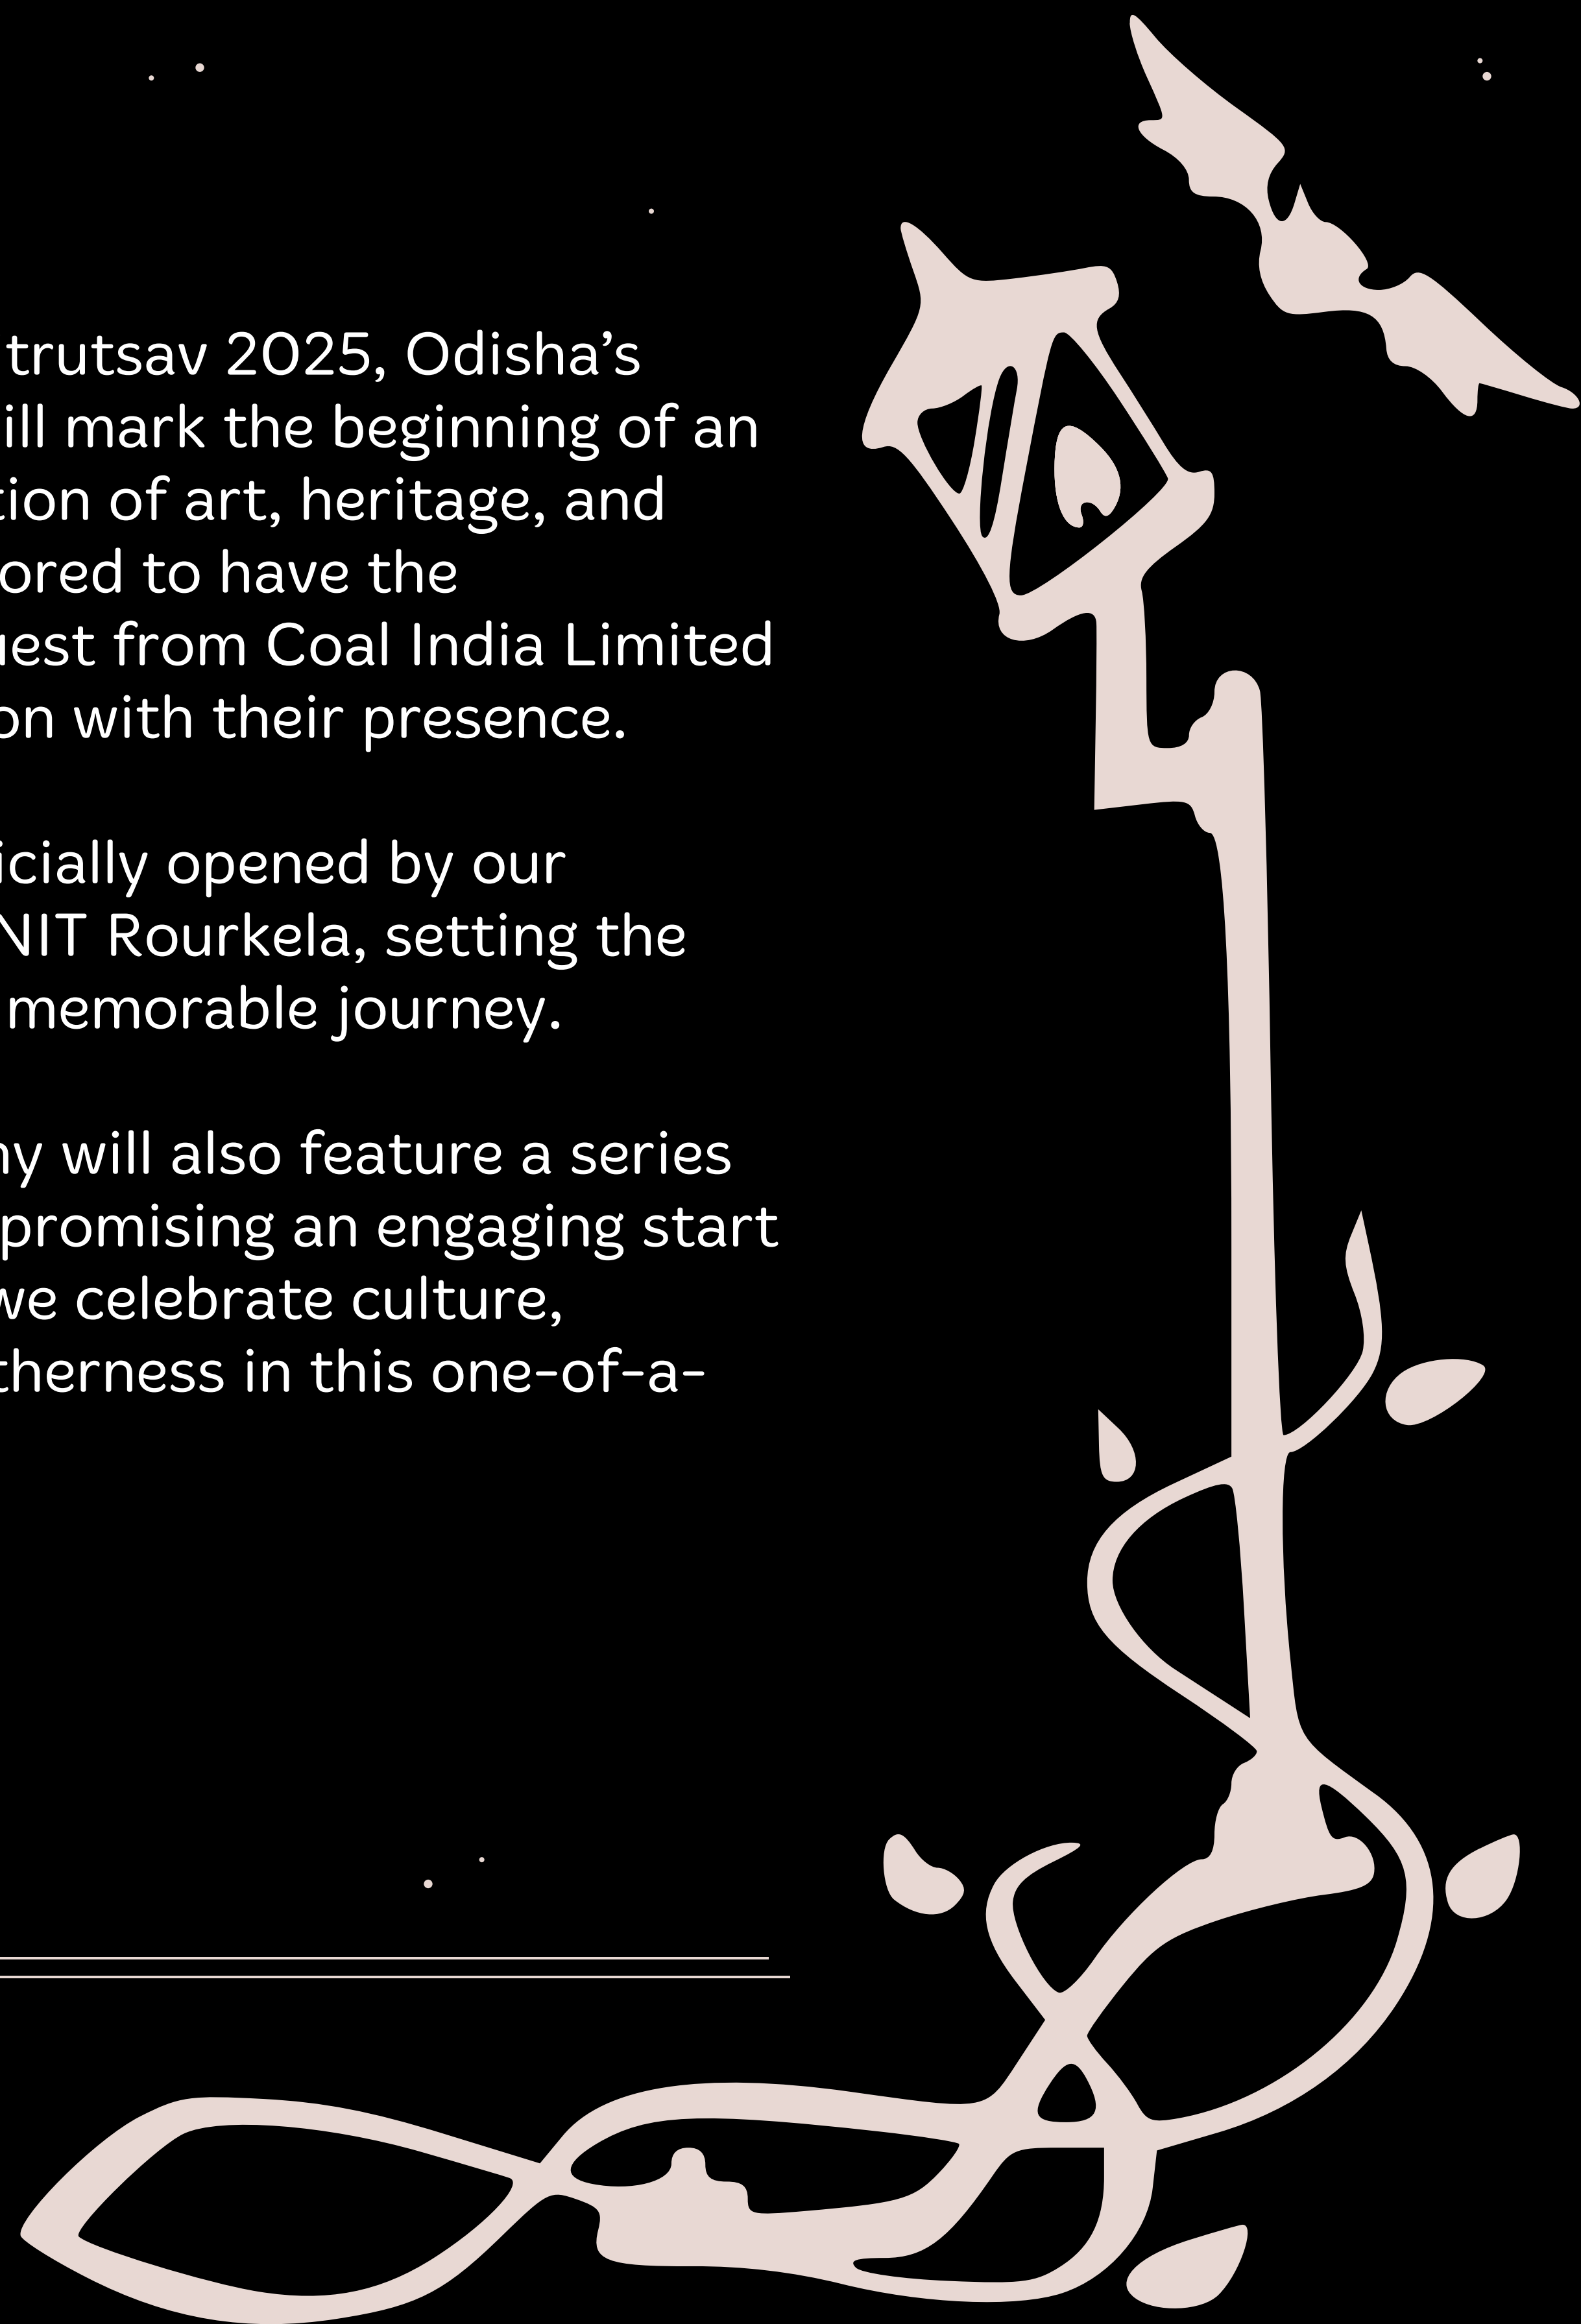 trutsav 2025, Odisha's
ill mark the beginning of an
tion of art, heritage, and
ored to have the
uest from Coal India Limited
on with their presence.
icially opened by our
NIT Rourkela, setting the
memorable journey.
ny will also feature a series
promising an engaging start
we celebrate culture,
therness in this one-of-a-